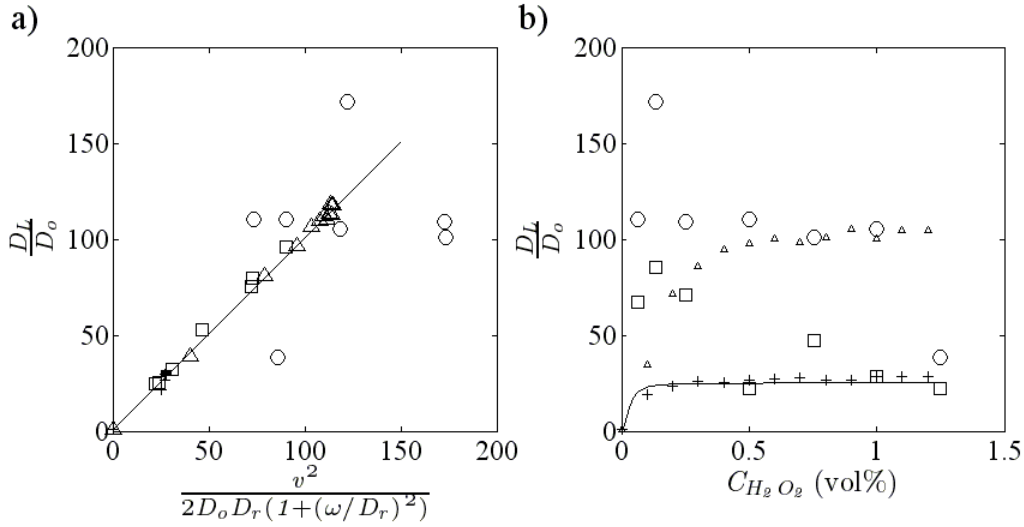 a)
200
150
100
50
0
D_L
D_o
0 50 100 150 200
v^2
2D_oD_r(1+(ω/D_r)^2)
b)
200
150
100
50
0
D_L
D_o
0 0.5 1 1.5
C_{H_2O_2} (vol%)